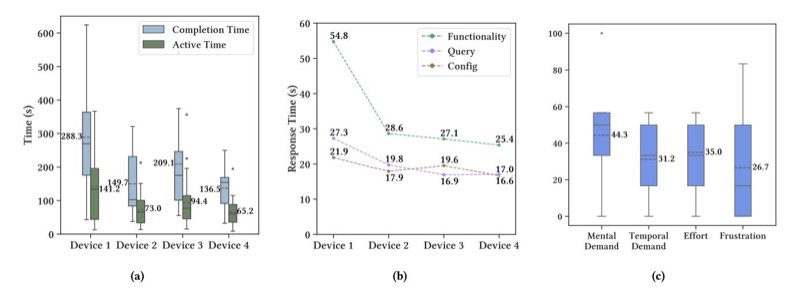 Completion Time
Active Time
Time (s)
600
500
400
300
200
100
0
288.3
141.2
149.7
73.0
209.1
94.4
136.5
65.2
Device 1 Device 2 Device 3 Device 4
(a)
Functionality
Query
Config
Response Time (s)
60
50
40
30
20
10
0
54.8
28.6
27.1
25.4
27.3
19.8
16.9
17.0
21.9
17.9
19.6
16.6
Device 1 Device 2 Device 3 Device 4
(b)
100
80
60
40
20
0
44.3
31.2
35.0
26.7
Mental Demand
Temporal Demand
Effort
Frustration
(c)